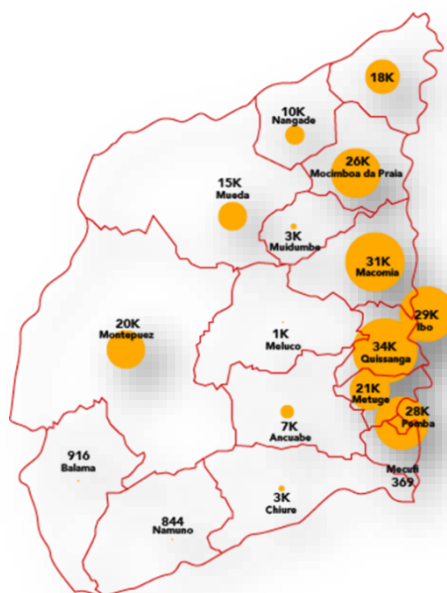 18K
10K
Nangade
26K
Mocimboa da Praia
15K
Mueda
3K
Muidumbe
31K
Macomia
29K
Ibo
20K
Montepuez
1K
Meluco
34K
Quissanga
21K
Metuge
28K
Pemba
7K
Ancuabe
916
Balama
Mecufi
369
3K
Chiure
844
Namuno